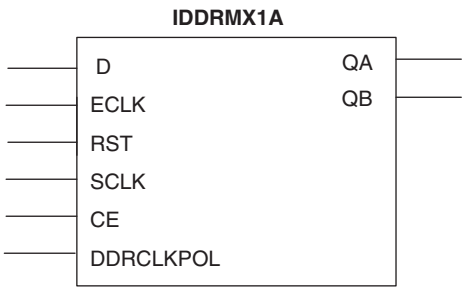 IDDRMX1A
D QA
ECLK QB
RST
SCLK
CE
DDRCLKPOL